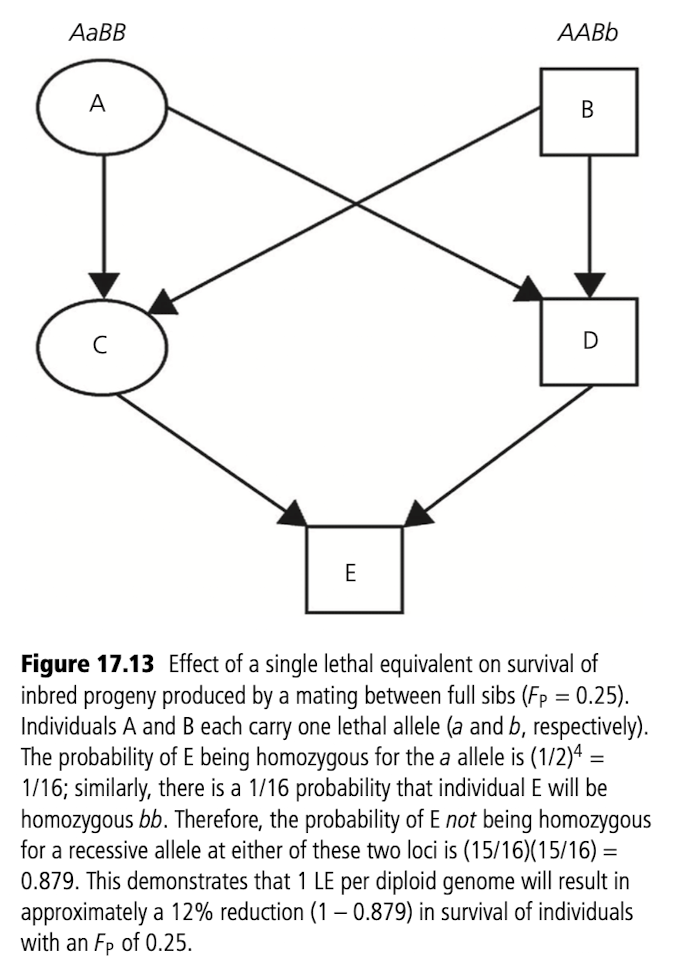 AaBB AABb
A B
C D
E
Figure 17.13 Effect of a single lethal equivalent on survival of
inbred progeny produced by a mating between full sibs (FP = 0.25).
Individuals A and B each carry one lethal allele (a and b, respectively).
The probability of E being homozygous for the a allele is (1/2)4 =
1/16; similarly, there is a 1/16 probability that individual E will be
homozygous bb. Therefore, the probability of E not being homozygous
for a recessive allele at either of these two loci is (15/16)(15/16) =
0.879. This demonstrates that 1 LE per diploid genome will result in
approximately a 12% reduction (1 – 0.879) in survival of individuals
with an FP of 0.25.